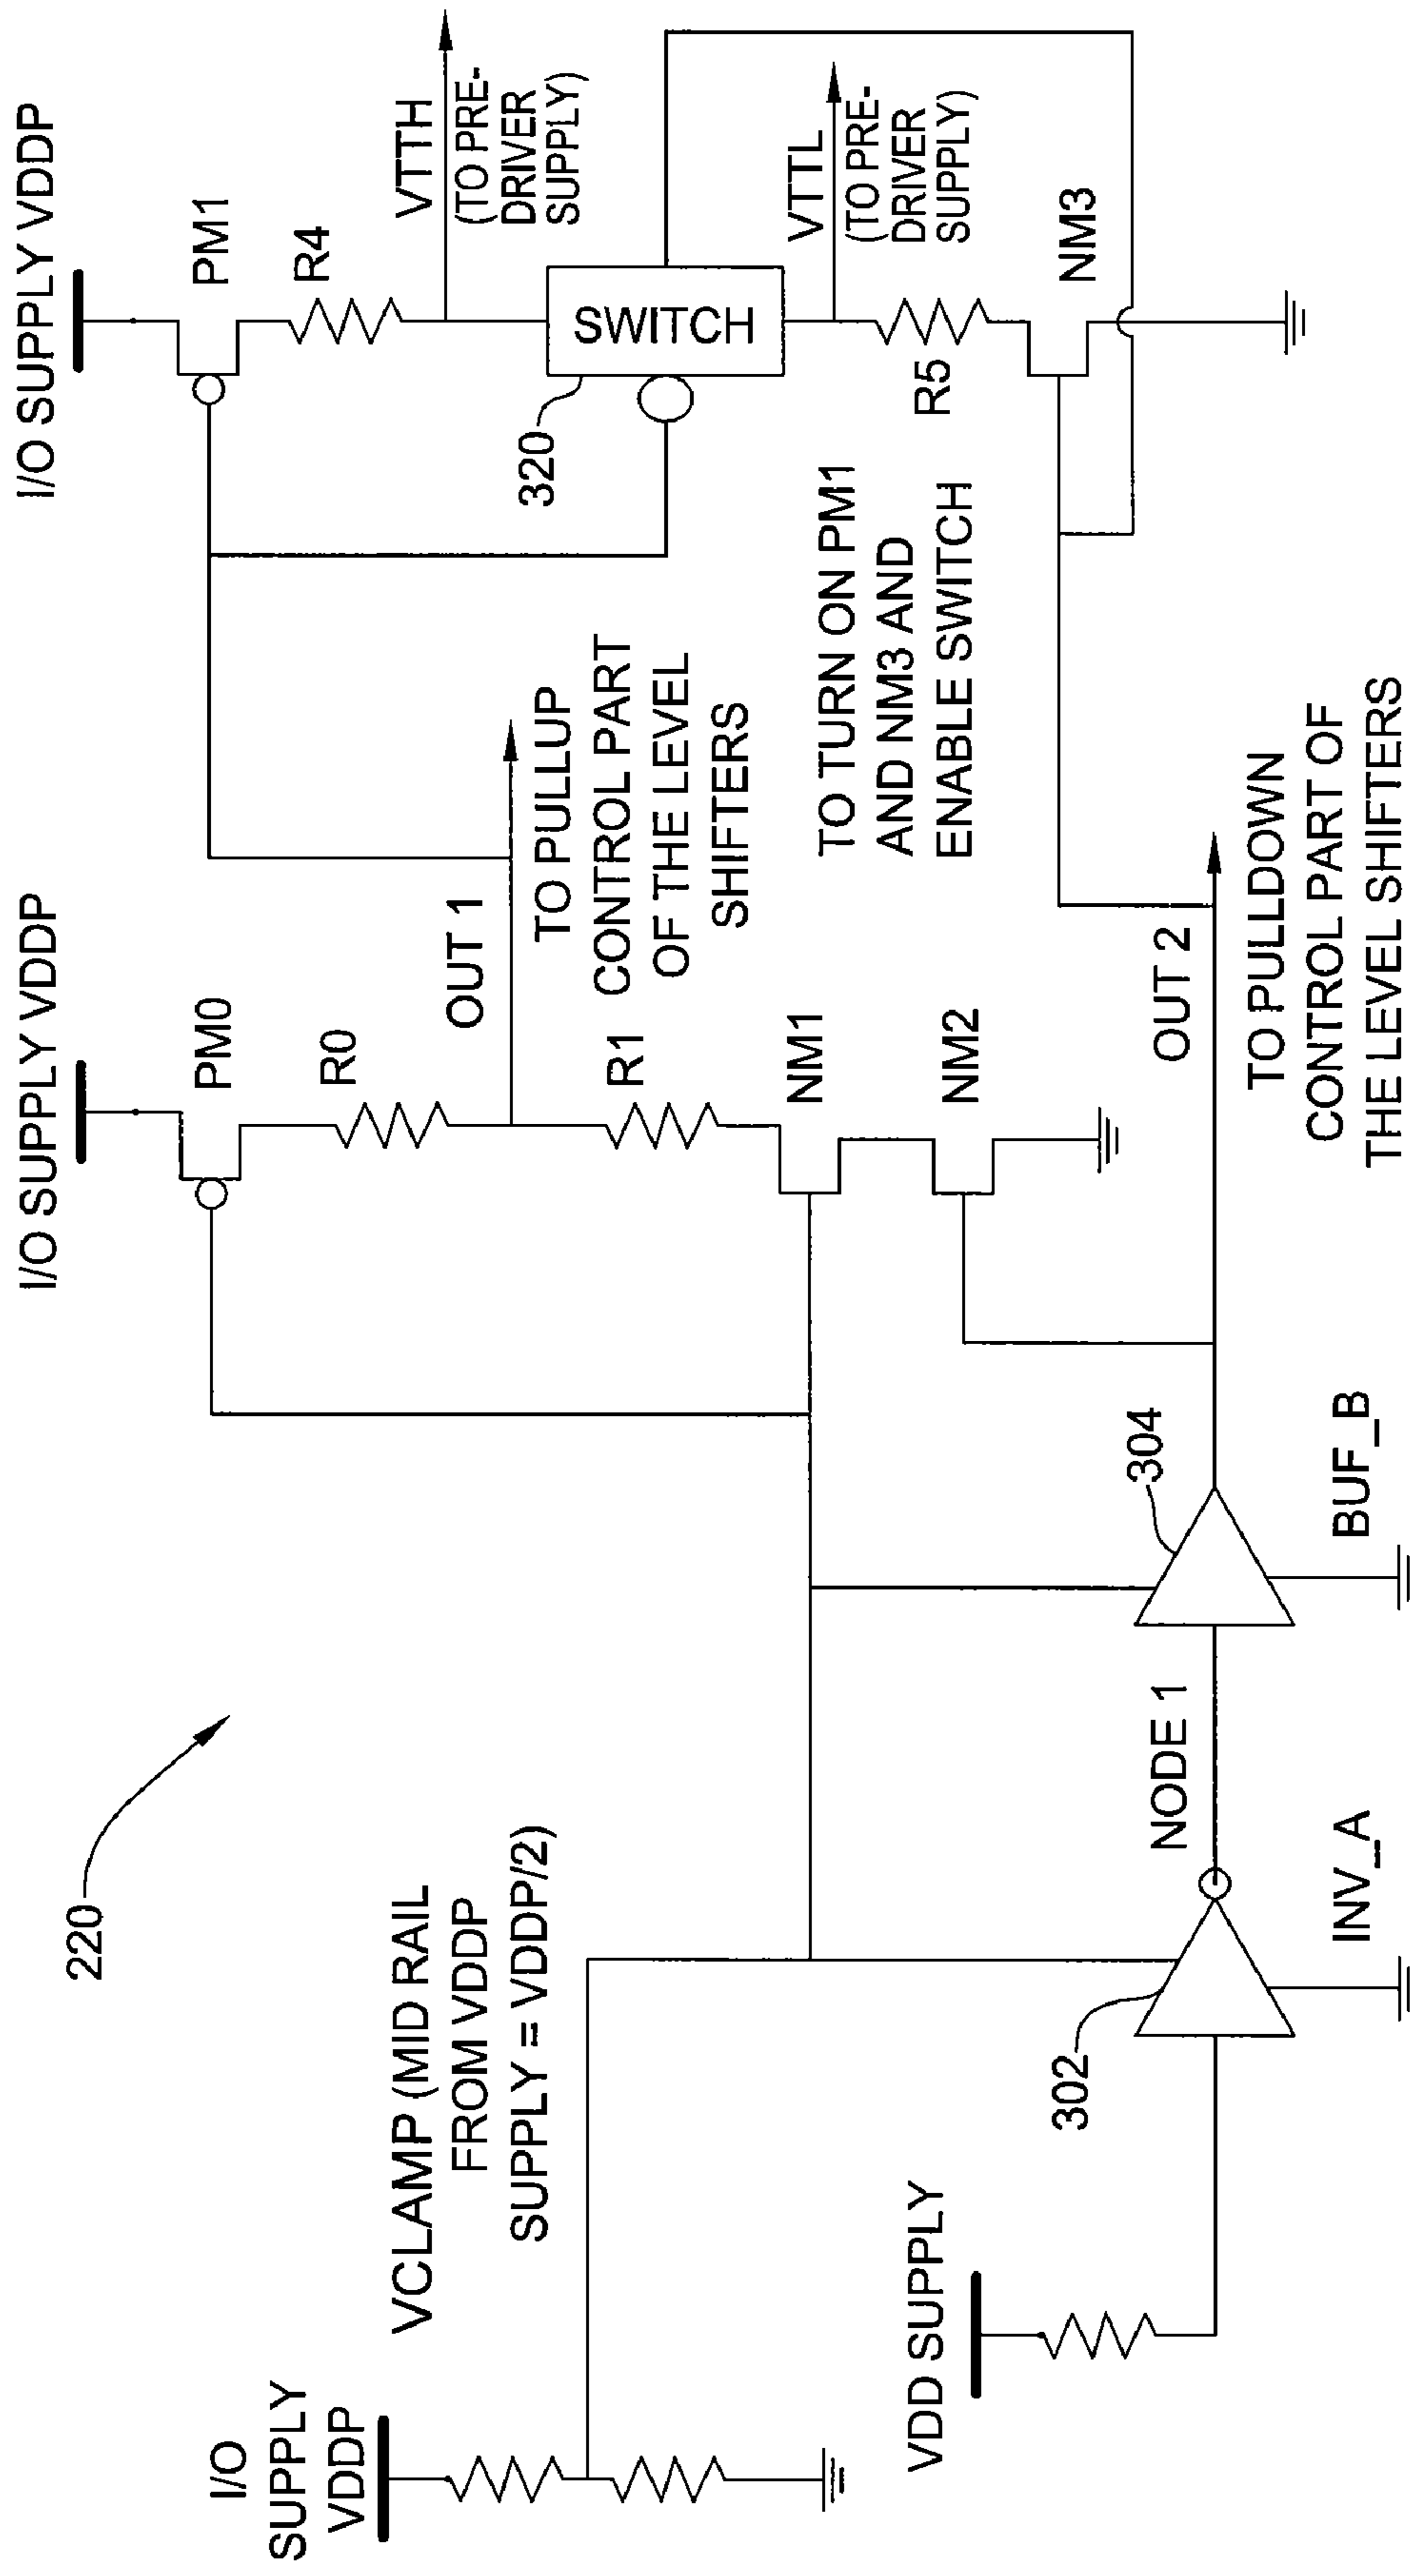 220
I/O
SUPPLY
VDDP
VCLAMP (MID RAIL
FROM VDDP
SUPPLY = VDDP/2)
VDD SUPPLY
302
INV_A
NODE 1
304
BUF_B
I/O SUPPLY VDDP
PM0
R0
OUT 1
TO PULLUP
CONTROL PART
OF THE LEVEL
SHIFTERS
R1
NM1
NM2
OUT 2
TO PULLDOWN
CONTROL PART OF
THE LEVEL SHIFTERS
I/O SUPPLY VDDP
PM1
R4
VTTH
(TO PRE-
DRIVER
SUPPLY)
SWITCH
320
VTTL
(TO PRE-
DRIVER
SUPPLY)
R5
NM3
TO TURN ON PM1
AND NM3 AND
ENABLE SWITCH